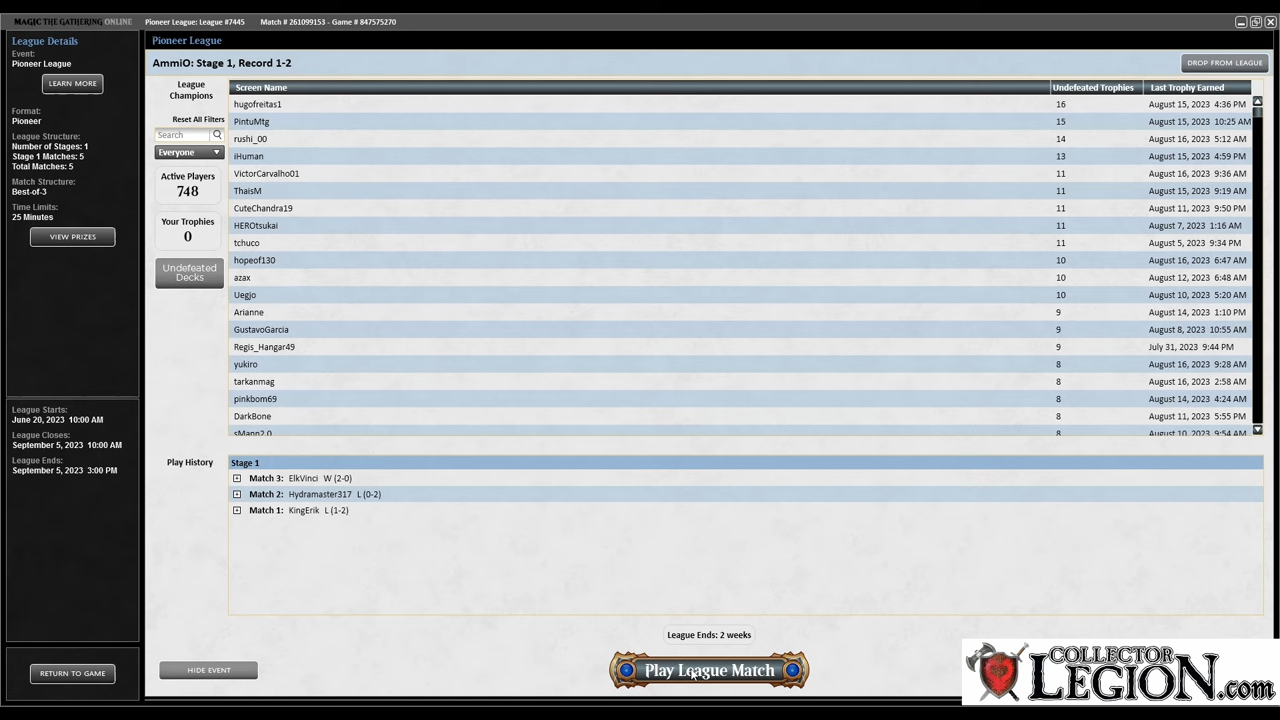 MAGIC THE GATHERING ONLINE
Pioneer League: League #7445
Match # 261099153 - Game # 847575270
League Details
Event:
Pioneer League
LEARN MORE
Format:
Pioneer
League Structure:
Number of Stages: 1
Stage 1 Matches: 5
Total Matches: 5
Match Structure:
Best-of-3
Time Limits:
25 Minutes
VIEW PRIZES
League Starts:
June 20, 2023 10:00 AM
League Closes:
September 5, 2023 10:00 AM
League Ends:
September 5, 2023 3:00 PM
RETURN TO GAME
Pioneer League
AmmiO: Stage 1, Record 1-2
DROP FROM LEAGUE
League
Champions
Reset All Filters
Search
Everyone
Active Players
748
Your Trophies
0
Undefeated
Decks
Screen Name Undefeated Trophies Last Trophy Earned
hugofreitas1 16 August 15, 2023 4:36 PM
PintuMtg 15 August 15, 2023 10:25 AM
rushi_00 14 August 16, 2023 5:12 AM
iHuman 13 August 15, 2023 4:59 PM
VictorCarvalho01 11 August 16, 2023 9:36 AM
ThaisM 11 August 15, 2023 9:19 AM
CuteChandra19 11 August 11, 2023 9:50 PM
HEROtsukai 11 August 7, 2023 1:16 AM
tchuco 11 August 5, 2023 9:34 PM
hopeof130 10 August 16, 2023 6:47 AM
azax 10 August 12, 2023 6:48 AM
Uegjo 10 August 10, 2023 5:20 AM
Arianne 9 August 14, 2023 1:10 PM
GustavoGarcia 9 August 8, 2023 10:55 AM
Regis_Hangar49 9 July 31, 2023 9:44 PM
yukiro 8 August 16, 2023 9:28 AM
tarkanmag 8 August 16, 2023 2:58 AM
pinkbom69 8 August 14, 2023 4:24 AM
DarkBone 8 August 11, 2023 5:55 PM
sMann2.0 8 August 10, 2023 9:54 AM
Play History
Stage 1
Match 3: ElkVinci W (2-0)
Match 2: Hydramaster317 L (0-2)
Match 1: KingErik L (1-2)
League Ends: 2 weeks
HIDE EVENT
Play League Match
COLLECTOR
LEGION.com